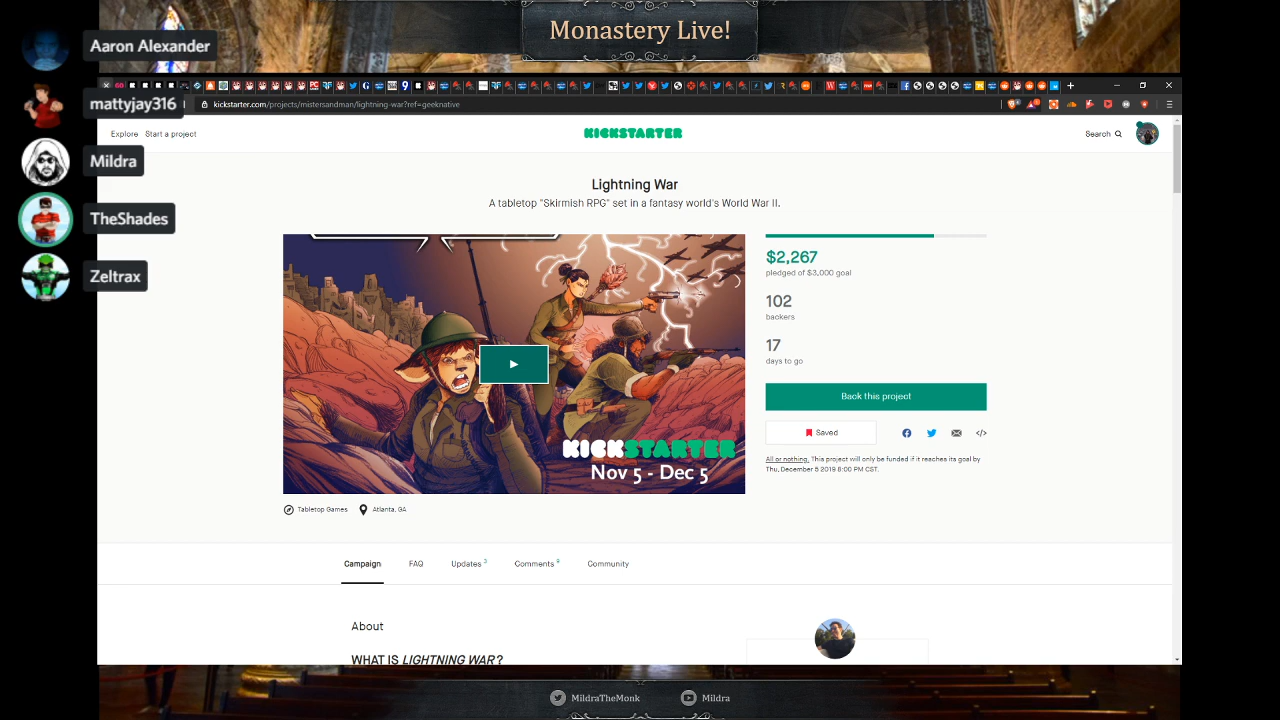 Monastery Live!
Aaron Alexander
mattyjay316
Mildra
TheShades
Zeltrax
kickstarter.com/projects/mistersandman/lightning-war?ref=geeknative
Explore
Start a project
KICKSTARTER
Search
Lightning War
A tabletop "Skirmish RPG" set in a fantasy world's World War II.
$2,267
pledged of $3,000 goal
102
backers
17
days to go
Back this project
Saved
All or nothing. This project will only be funded if it reaches its goal by
Thu, December 5 2019 8:00 PM CST.
KICKSTARTER
Nov 5 - Dec 5
Tabletop Games
Atlanta, GA
Campaign
FAQ
Updates 3
Comments
Community
About
WHAT IS LIGHTNING WAR?
MildraTheMonk
Mildra